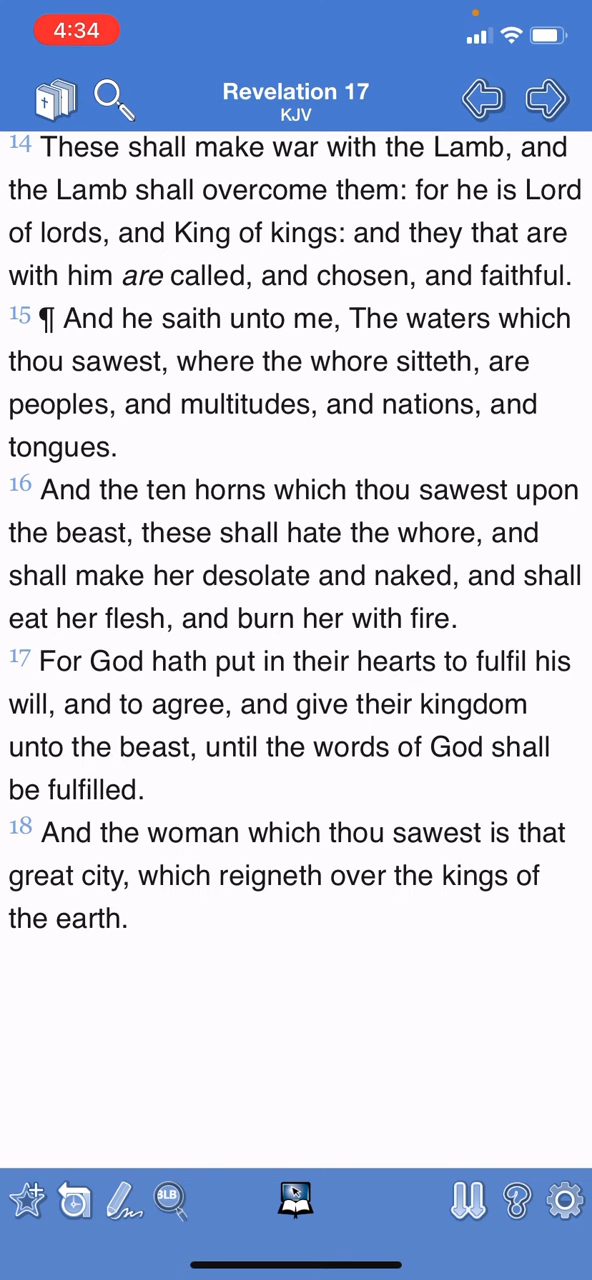 4:34
Revelation 17
KJV
14 These shall make war with the Lamb, and
the Lamb shall overcome them: for he is Lord
of lords, and King of kings: and they that are
with him are called, and chosen, and faithful.
15 ¶ And he saith unto me, The waters which
thou sawest, where the whore sitteth, are
peoples, and multitudes, and nations, and
tongues.
16 And the ten horns which thou sawest upon
the beast, these shall hate the whore, and
shall make her desolate and naked, and shall
eat her flesh, and burn her with fire.
17 For God hath put in their hearts to fulfil his
will, and to agree, and give their kingdom
unto the beast, until the words of God shall
be fulfilled.
18 And the woman which thou sawest is that
great city, which reigneth over the kings of
the earth.
BLB